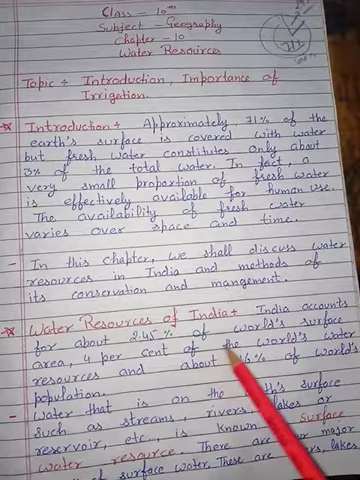 Class - 10th
Subject - Geography
Chapter - 10
Water Resources
Topic ÷ Introduction, Importance of
Irrigation.
Introduction ÷ Approximately 71% of the
earth's surface is covered with water
but fresh water constitutes only about
3% of the total water. In fact, a
very small proportion of fresh water
is effectively available for human use.
The availability of fresh water
varies over space and time.
- In this chapter, we shall discuss water
resources in India and methods of
its conservation and mangement.
Water Resources of India ÷ India accounts
for about 2.45 % of world's surface
area, 4 per cent of the world's water
resources and about 16% of world's
population.
- Water that is on the earth's surface
such as streams, rivers, lakes or
reservoir, etc., is known surface
water resource. There are major
of surface water. These are rivers, lakes